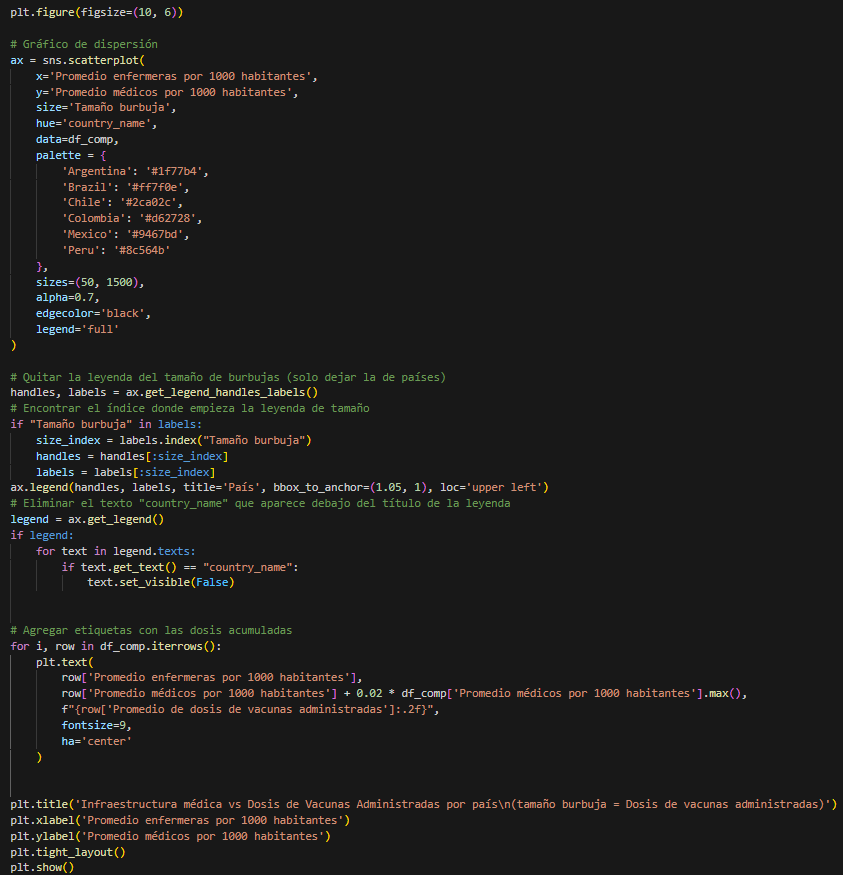 plt.figure(figsize=(10, 6))
# Gráfico de dispersión
ax = sns.scatterplot(
    x='Promedio enfermeras por 1000 habitantes',
    y='Promedio médicos por 1000 habitantes',
    size='Tamaño burbuja',
    hue='country_name',
    data=df_comp,
    palette = {
        'Argentina': '#1f77b4',
        'Brazil': '#ff7f0e',
        'Chile': '#2ca02c',
        'Colombia': '#d62728',
        'Mexico': '#9467bd',
        'Peru': '#8c564b'
    },
    sizes=(50, 1500),
    alpha=0.7,
    edgecolor='black',
    legend='full'
)
# Quitar la leyenda del tamaño de burbujas (solo dejar la de países)
handles, labels = ax.get_legend_handles_labels()
# Encontrar el índice donde empieza la leyenda de tamaño
if "Tamaño burbuja" in labels:
    size_index = labels.index("Tamaño burbuja")
    handles = handles[:size_index]
    labels = labels[:size_index]
ax.legend(handles, labels, title='País', bbox_to_anchor=(1.05, 1), loc='upper left')
# Eliminar el texto "country_name" que aparece debajo del título de la leyenda
legend = ax.get_legend()
if legend:
    for text in legend.texts:
        if text.get_text() == "country_name":
            text.set_visible(False)
# Agregar etiquetas con las dosis acumuladas
for i, row in df_comp.iterrows():
    plt.text(
        row['Promedio enfermeras por 1000 habitantes'],
        row['Promedio médicos por 1000 habitantes'] + 0.02 * df_comp['Promedio médicos por 1000 habitantes'].max(),
        f"{row['Promedio de dosis de vacunas administradas']:.2f}",
        fontsize=9,
        ha='center'
    )
plt.title('Infraestructura médica vs Dosis de Vacunas Administradas por país\n(tamaño burbuja = Dosis de vacunas administradas)')
plt.xlabel('Promedio enfermeras por 1000 habitantes')
plt.ylabel('Promedio médicos por 1000 habitantes')
plt.tight_layout()
plt.show()